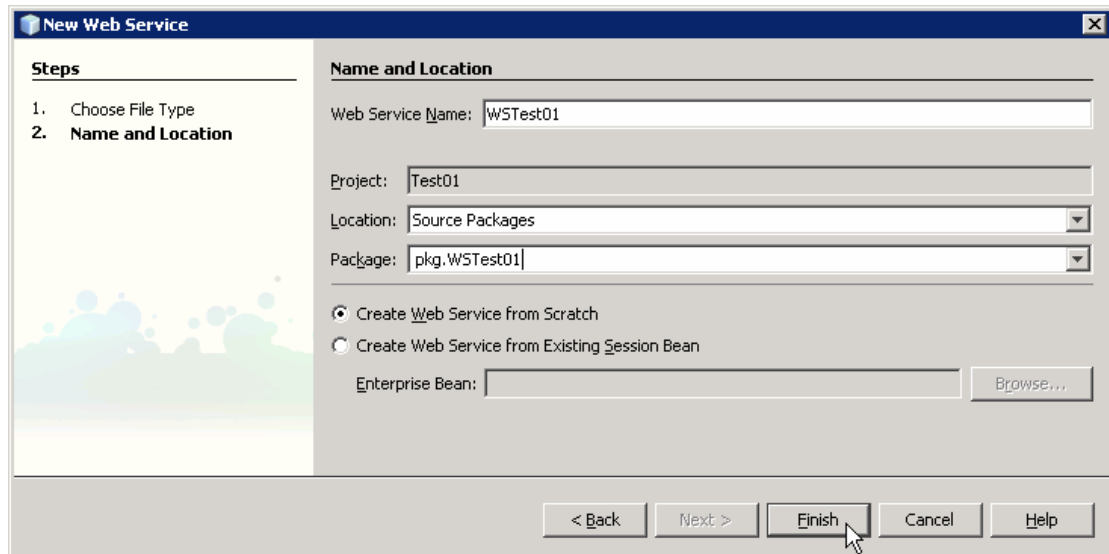 New Web Service
Steps
1. Choose File Type
2. Name and Location
Name and Location
Web Service Name: WSTest01
Project: Test01
Location: Source Packages
Package: pkg.WSTest01
Create Web Service from Scratch
Create Web Service from Existing Session Bean
Enterprise Bean: Browse...
< Back Next > Finish Cancel Help